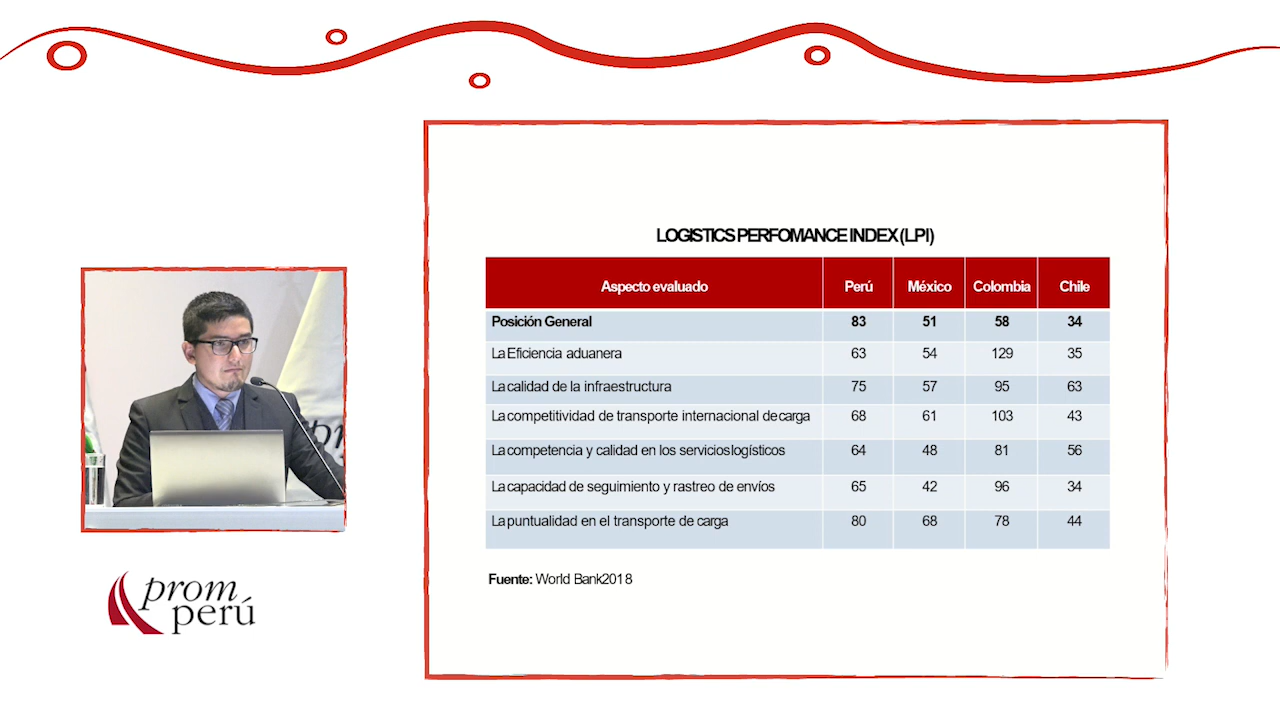 LOGISTICS PERFOMANCE INDEX (LPI)
Aspecto evaluado Perú México Colombia Chile
Posición General 83 51 58 34
La Eficiencia aduanera 63 54 129 35
La calidad de la infraestructura 75 57 95 63
La competitividad de transporte internacional de carga 68 61 103 43
La competencia y calidad en los servicios logísticos 64 48 81 56
La capacidad de seguimiento y rastreo de envíos 65 42 96 34
La puntualidad en el transporte de carga 80 68 78 44
Fuente: World Bank2018
prom
perú